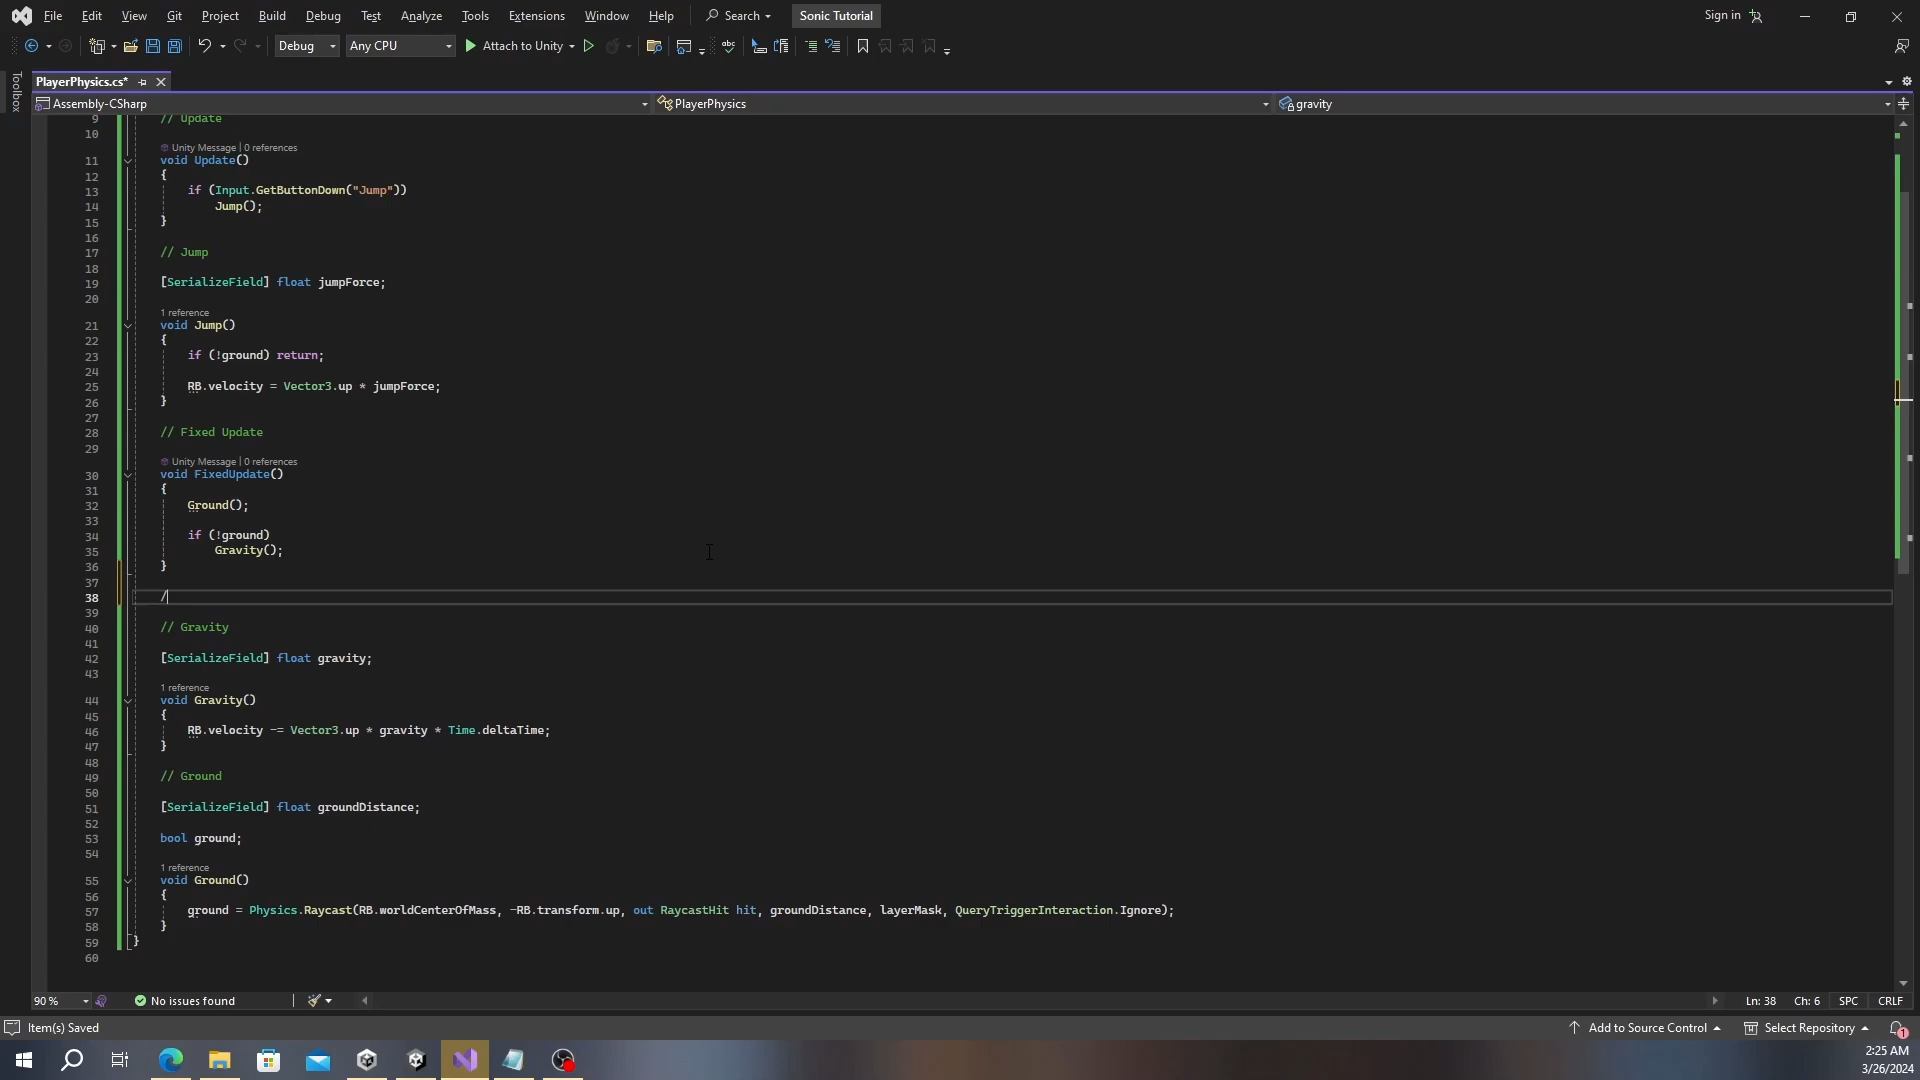 File Edit View Git Project Build Debug Test Analyze Tools Extensions Window Help Search Sonic Tutorial Sign in
Debug Any CPU Attach to Unity
Toolbox
PlayerPhysics.cs*
Assembly-CSharp PlayerPhysics gravity
9 // Update
10
Unity Message | 0 references
11 void Update()
12 {
13 if (Input.GetButtonDown("Jump"))
14 Jump();
15 }
16
17 // Jump
18
19 [SerializeField] float jumpForce;
20
1 reference
21 void Jump()
22 {
23 if (!ground) return;
24
25 RB.velocity = Vector3.up * jumpForce;
26 }
27
28 // Fixed Update
29
Unity Message | 0 references
30 void FixedUpdate()
31 {
32 Ground();
33
34 if (!ground)
35 Gravity();
36 }
37
38 /
39
40 // Gravity
41
42 [SerializeField] float gravity;
43
1 reference
44 void Gravity()
45 {
46 RB.velocity -= Vector3.up * gravity * Time.deltaTime;
47 }
48
49 // Ground
50
51 [SerializeField] float groundDistance;
52
53 bool ground;
54
1 reference
55 void Ground()
56 {
57 ground = Physics.Raycast(RB.worldCenterOfMass, -RB.transform.up, out RaycastHit hit, groundDistance, layerMask, QueryTriggerInteraction.Ignore);
58 }
59 }
60
90 % No issues found Ln: 38 Ch: 6 SPC CRLF
Item(s) Saved Add to Source Control Select Repository 1
2:25 AM
3/26/2024